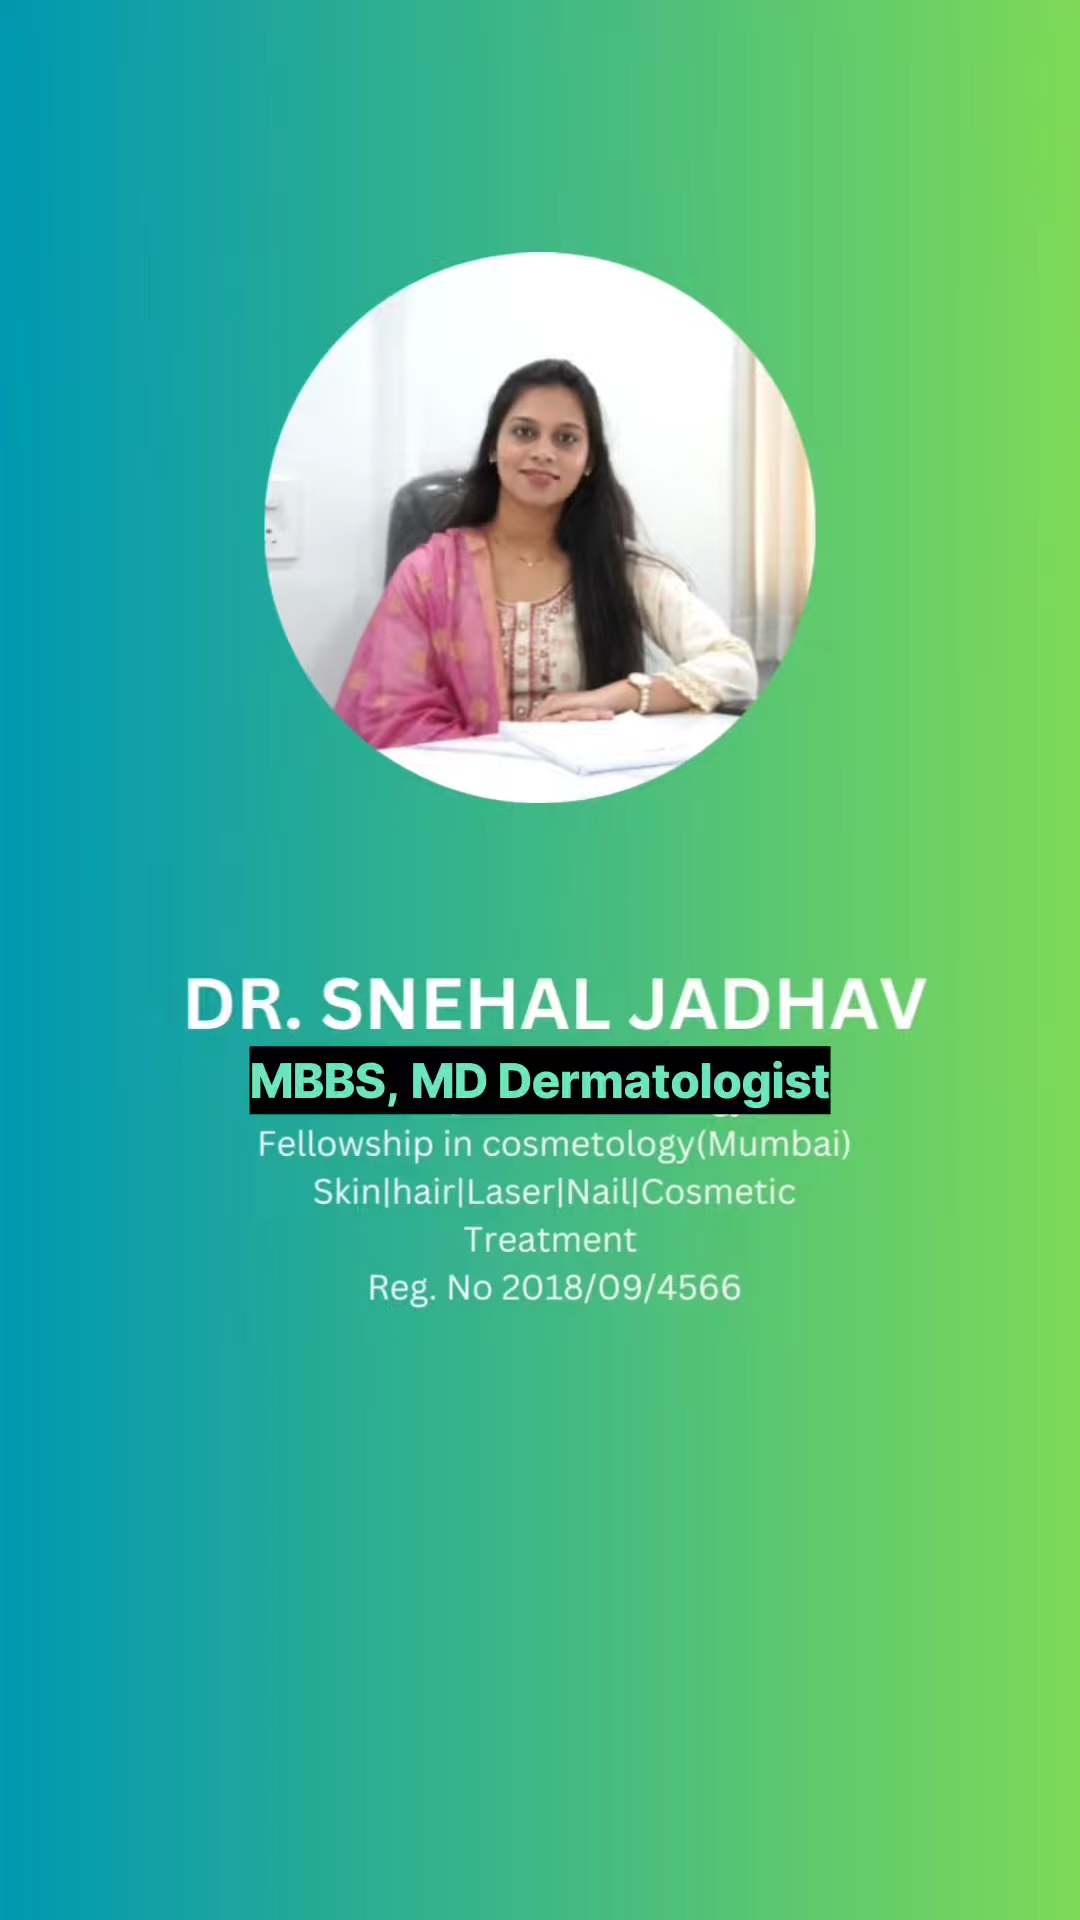 DR. SNEHAL JADHAV
MBBS, MD Dermatologist
Fellowship in cosmetology(Mumbai)
Skin|hair|Laser|Nail|Cosmetic
Treatment
Reg. No 2018/09/4566